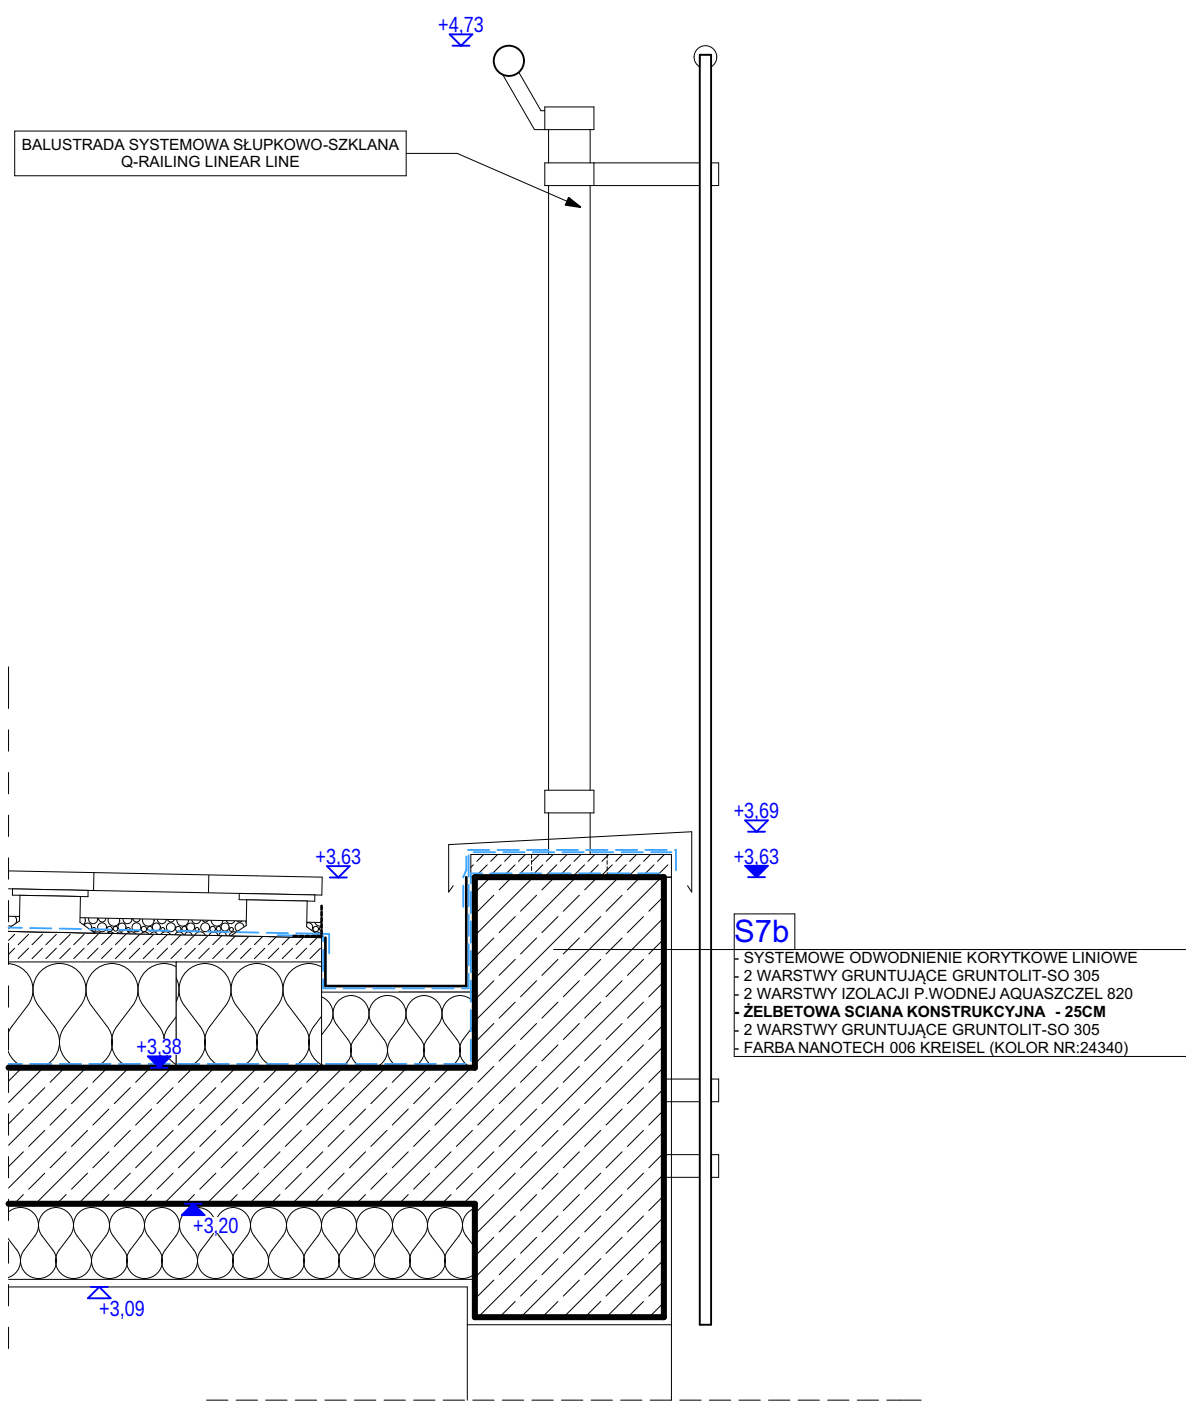 +4,73
BALUSTRADA SYSTEMOWA SŁUPKOWO-SZKLANA
Q-RAILING LINEAR LINE
+3,69
+3,63
+3,63
S7b
- SYSTEMOWE ODWODNIENIE KORYTKOWE LINIOWE
- 2 WARSTWY GRUNTUJĄCE GRUNTOLIT-SO 305
- 2 WARSTWY IZOLACJI P.WODNEJ AQUASZCZEL 820
- ŻELBETOWA SCIANA KONSTRUKCYJNA - 25CM
- 2 WARSTWY GRUNTUJĄCE GRUNTOLIT-SO 305
- FARBA NANOTECH 006 KREISEL (KOLOR NR:24340)
+3,38
+3,20
+3,09